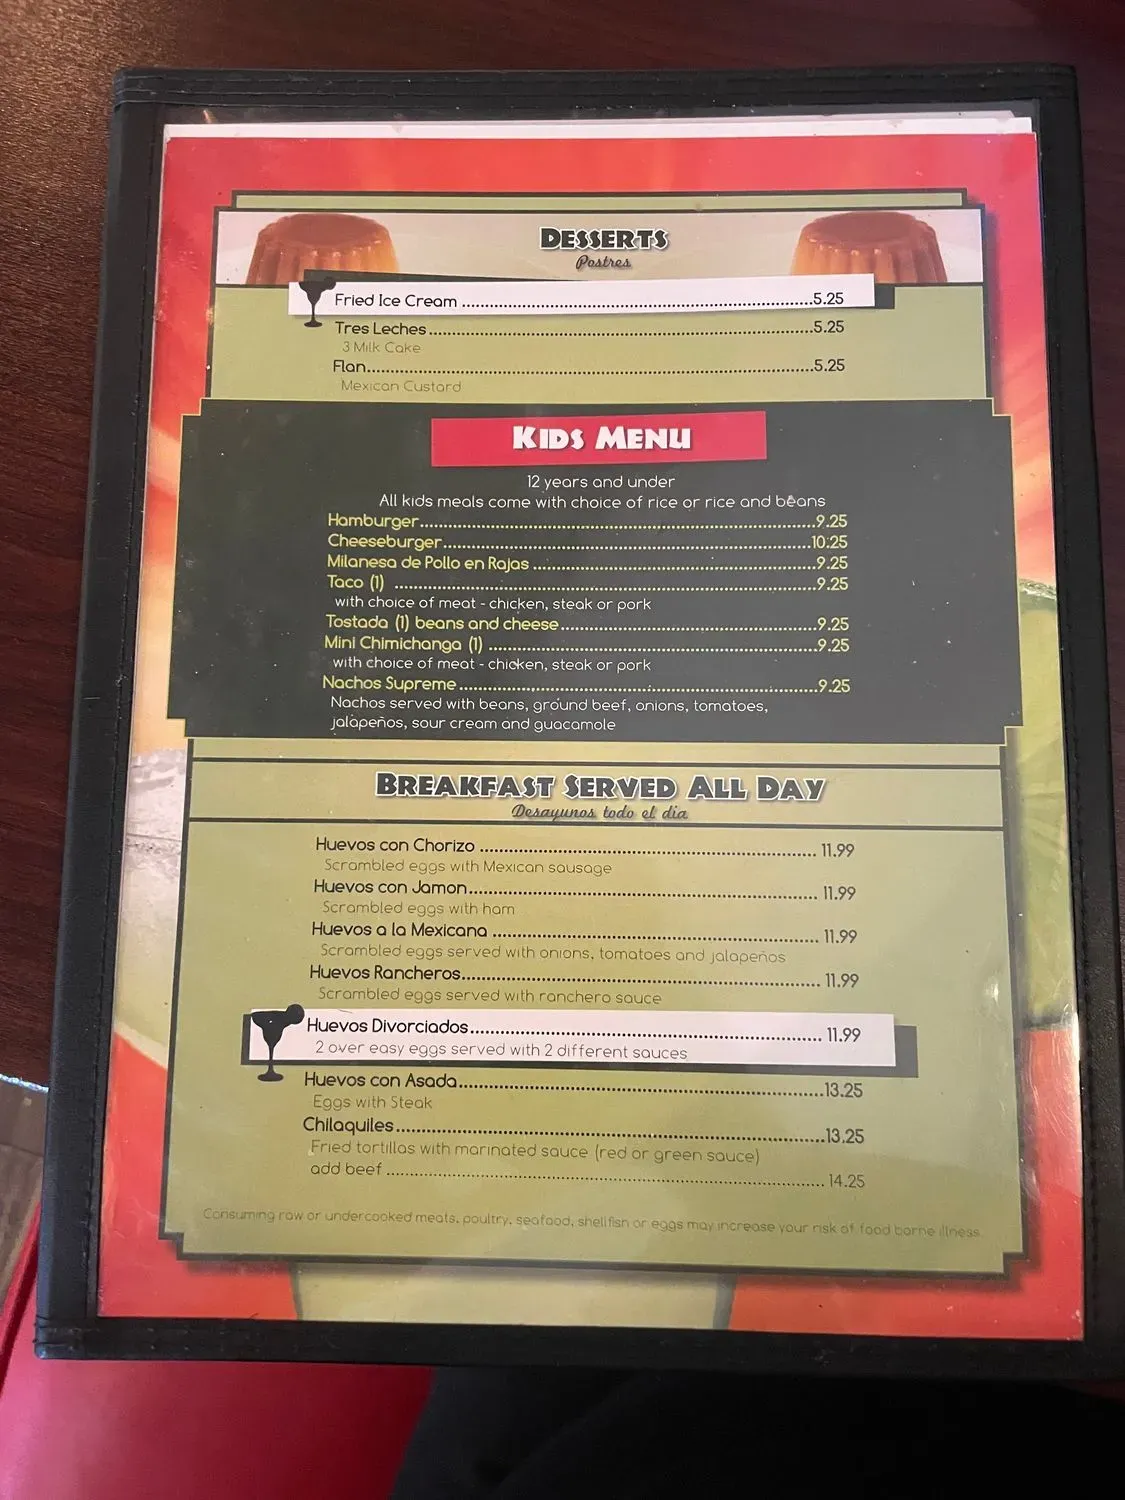 DESSERTS
Postres
Fried Ice Cream ........ 5.25
Tres Leches ........ 5.25
3 Milk Cake
Flan ........ 5.25
Mexican Custard
KIDS MENU
12 years and under
All kids meals come with choice of rice or rice and beans
Hamburger ........ 9.25
Cheeseburger ........ 10.25
Milanesa de Pollo en Rajas ........ 9.25
Taco (1) ........ 9.25
with choice of meat - chicken, steak or pork
Tostada (1) beans and cheese ........ 9.25
Mini Chimichanga (1) ........ 9.25
with choice of meat - chicken, steak or pork
Nachos Supreme ........ 9.25
Nachos served with beans, ground beef, onions, tomatoes,
jalapeños, sour cream and guacamole
BREAKFAST SERVED ALL DAY
Desayunos todo el dia
Huevos con Chorizo ........ 11.99
Scrambled eggs with Mexican sausage
Huevos con Jamon ........ 11.99
Scrambled eggs with ham
Huevos a la Mexicana ........ 11.99
Scrambled eggs served with onions, tomatoes and jalapeños
Huevos Rancheros ........ 11.99
Scrambled eggs served with ranchero sauce
Huevos Divorciados ........ 11.99
2 over easy eggs served with 2 different sauces
Huevos con Asada ........ 13.25
Eggs with Steak
Chilaquiles ........ 13.25
Fried tortillas with marinated sauce (red or green sauce)
add beef ........ 14.25
Consuming raw or undercooked meats, poultry, seafood, shellfish or eggs may increase your risk of food borne illness